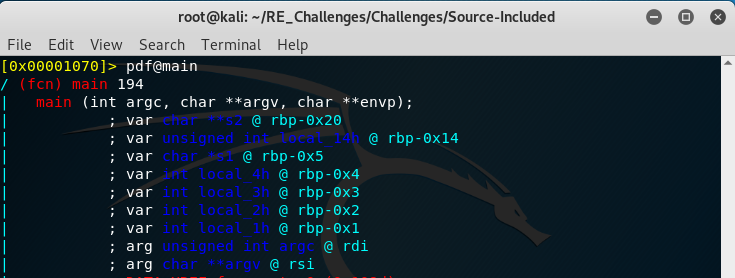 root@kali: ~/RE_Challenges/Challenges/Source-Included
File Edit View Search Terminal Help
[0x00001070]> pdf@main
/ (fcn) main 194
|   main (int argc, char **argv, char **envp);
|           ; var char **s2 @ rbp-0x20
|           ; var unsigned int local_14h @ rbp-0x14
|           ; var char *s1 @ rbp-0x5
|           ; var int local_4h @ rbp-0x4
|           ; var int local_3h @ rbp-0x3
|           ; var int local_2h @ rbp-0x2
|           ; var int local_1h @ rbp-0x1
|           ; arg unsigned int argc @ rdi
|           ; arg char **argv @ rsi